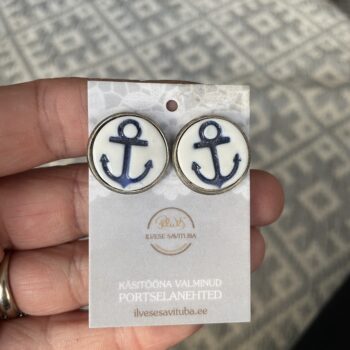 ILVESE SAVITUBA
KÄSITÖÖNA VALMINUD
PORTSELANEHTED
ilvesesavituba.ee